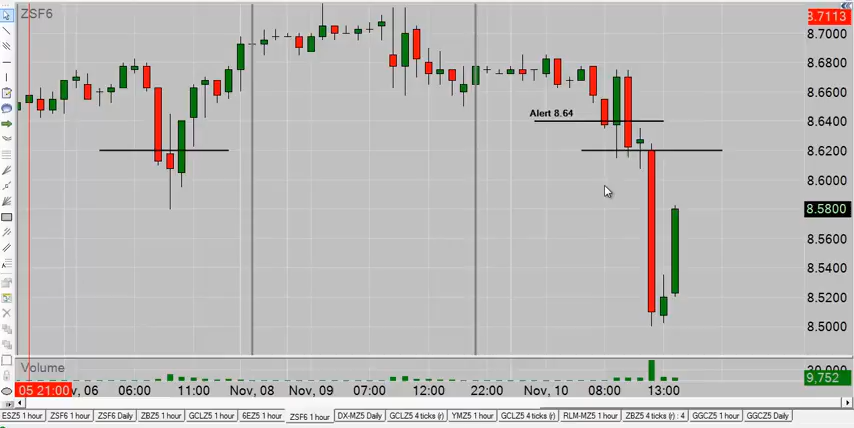 ZSF6
8.7113
8.7000
8.6800
8.6600
Alert 8.64
8.6400
8.6200
8.6000
8.5800
8.5600
8.5400
8.5200
8.5000
Volume
9,752
05 21:00
v, 06
06:00
11:00
Nov, 08
Nov, 09
07:00
12:00
22:00
Nov, 10
08:00
13:00
ESZ5 1 hour
ZSF6 1 hour
ZSF6 Daily
ZBZ5 1 hour
GCLZ5 1 hour
6EZ5 1 hour
ZSF6 1 hour
DX-MZ5 Daily
GCLZ5 4 ticks (r)
YMZ5 1 hour
GCLZ5 4 ticks (r)
RLM-MZ5 1 hour
ZBZ5 4 ticks (r) : 4
GGCZ5 1 hour
GGCZ5 Daily